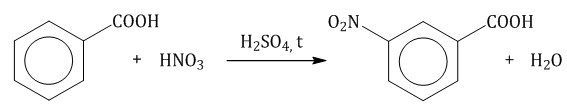 COOH + HNO₃ H₂SO₄, t O₂N COOH + H₂O